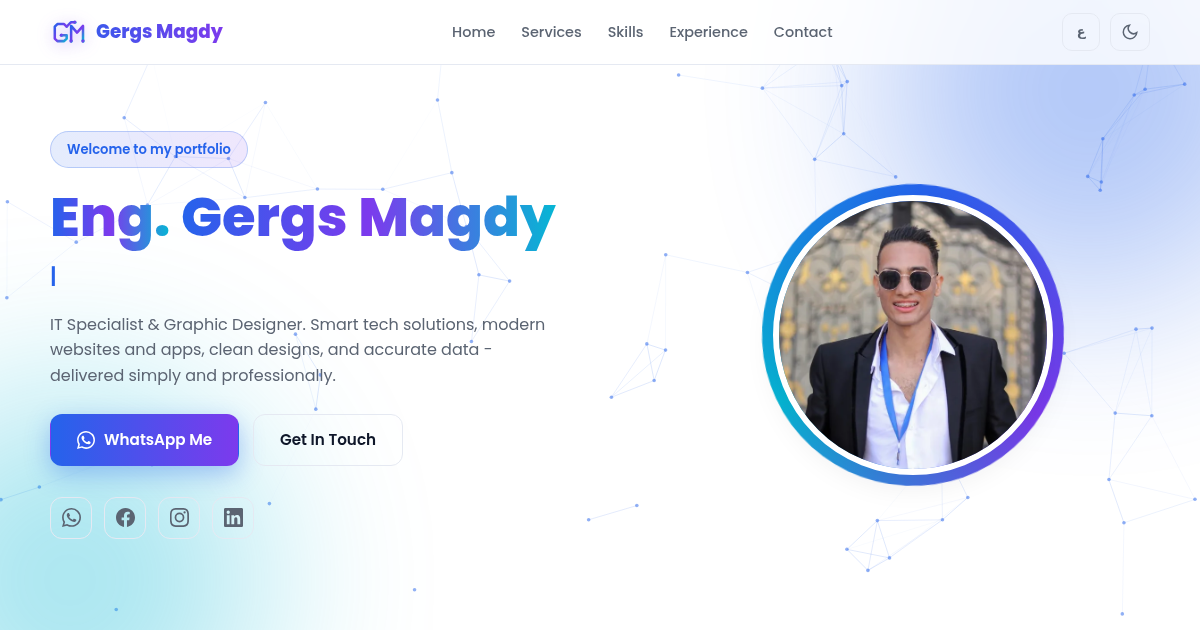 GM Gergs Magdy
Home Services Skills Experience Contact
ع
Welcome to my portfolio
Eng. Gergs Magdy
IT Specialist & Graphic Designer. Smart tech solutions, modern
websites and apps, clean designs, and accurate data -
delivered simply and professionally.
WhatsApp Me
Get In Touch